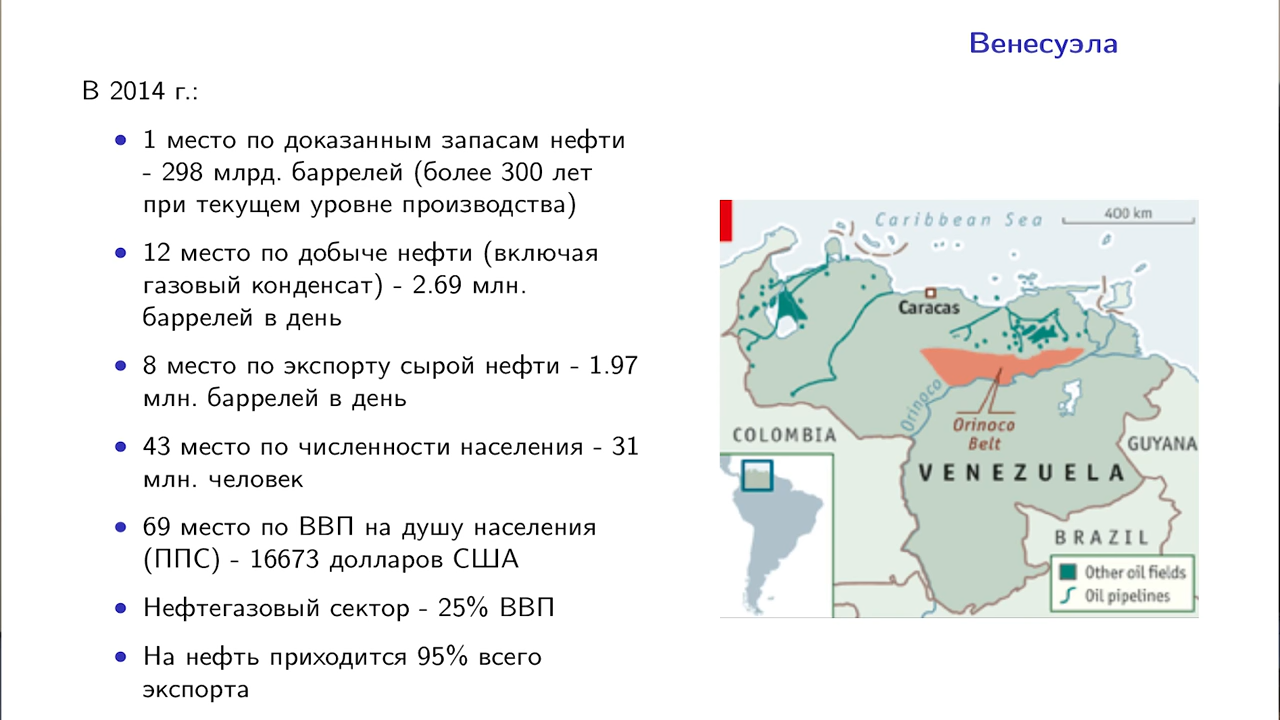 Венесуэла
В 2014 г.:
• 1 место по доказанным запасам нефти
- 298 млрд. баррелей (более 300 лет
при текущем уровне производства)
• 12 место по добыче нефти (включая
газовый конденсат) - 2.69 млн.
баррелей в день
• 8 место по экспорту сырой нефти - 1.97
млн. баррелей в день
• 43 место по численности населения - 31
млн. человек
• 69 место по ВВП на душу населения
(ППС) - 16673 долларов США
• Нефтегазовый сектор - 25% ВВП
• На нефть приходится 95% всего
экспорта
Caribbean Sea
400 km
Caracas
Orinoco
Orinoco
Belt
COLOMBIA
GUYANA
VENEZUELA
BRAZIL
Other oil fields
Oil pipelines